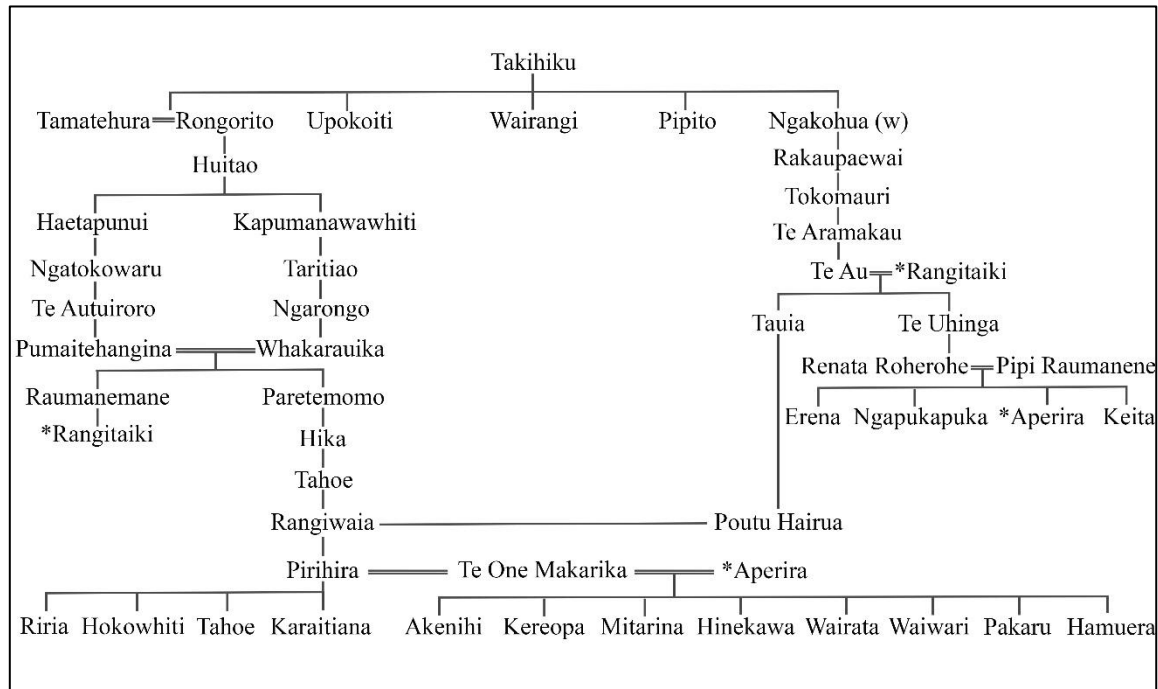 Takihiku
Tamatehura Rongorito Upokoiti Wairangi Pipito Ngakohua (w)
Huitao Rakaupaewai
Tokomauri
Haetapunui Kapumanawawhiti Te Aramakau
Ngatokowaru Taritiao Te Au *Rangitaiki
Te Autuiroro Ngarongo Tauia Te Uhinga
Pumaitehangina Whakarauika Renata Roherohe Pipi Raumanene
Raumanemane Paretemomo Erena Ngapukapuka *Aperira Keita
*Rangitaiki Hika
Tahoe
Rangiwaia Poutu Hairua
Pirihira Te One Makarika *Aperira
Riria Hokowhiti Tahoe Karaitiana Akenihi Kereopa Mitarina Hinekawa Wairata Waiwari Pakaru Hamuera